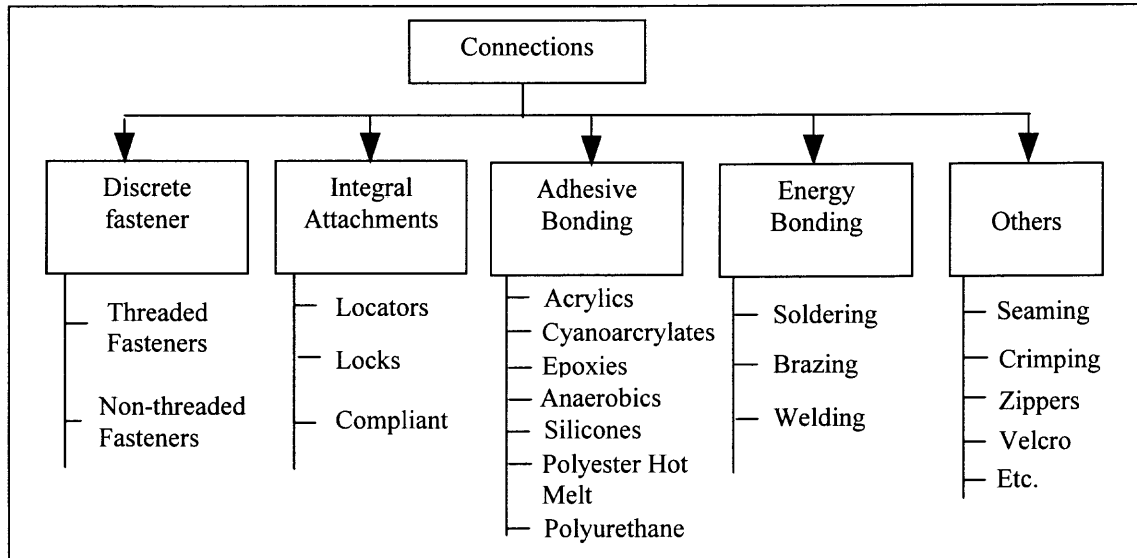 Connections
Discrete
fastener
Threaded
Fasteners
Non-threaded
Fasteners
Integral
Attachments
Locators
Locks
Compliant
Adhesive
Bonding
Acrylics
Cyanoarcrylates
Epoxies
Anaerobics
Silicones
Polyester Hot
Melt
Polyurethane
Energy
Bonding
Soldering
Brazing
Welding
Others
Seaming
Crimping
Zippers
Velcro
Etc.